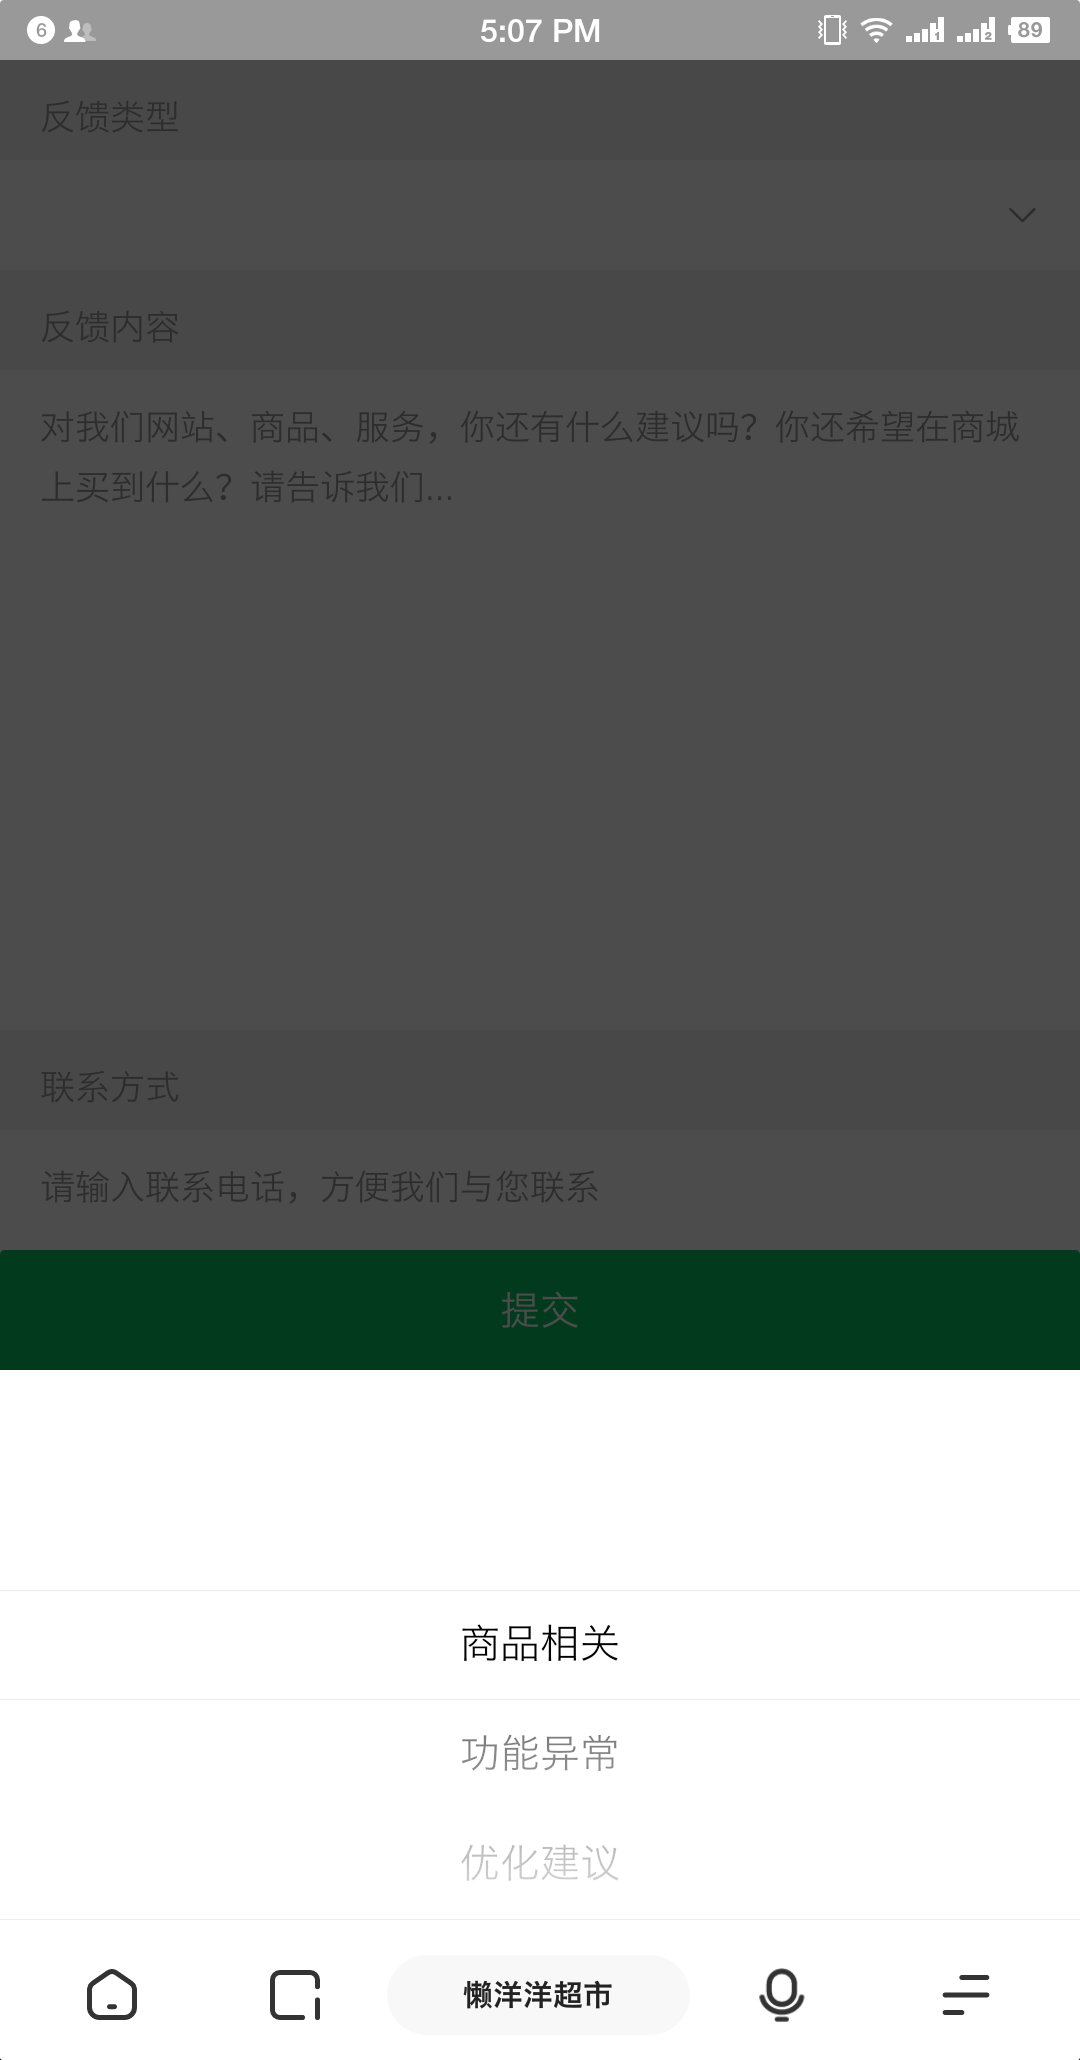 6
5:07 PM
1
2
89
反馈类型
反馈内容
对我们网站、商品、服务，你还有什么建议吗？你还希望在商城
上买到什么？请告诉我们...
联系方式
请输入联系电话，方便我们与您联系
提交
商品相关
功能异常
优化建议
懒洋洋超市